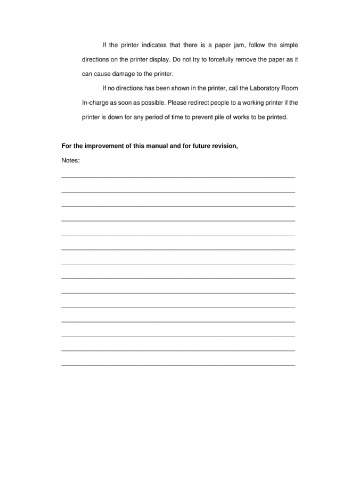 If the printer indicates that there is a paper jam, follow the simple
directions on the printer display. Do not try to forcefully remove the paper as it
can cause damage to the printer.
If no directions has been shown in the printer, call the Laboratory Room
In-charge as soon as possible. Please redirect people to a working printer if the
printer is down for any period of time to prevent pile of works to be printed.
For the improvement of this manual and for future revision,
Notes: